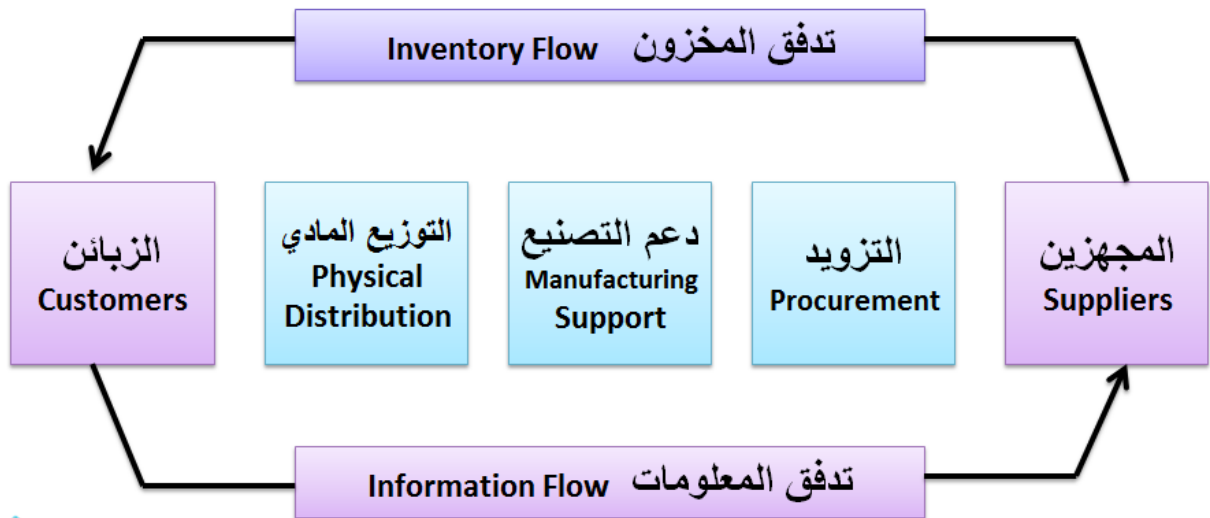 تدفق المخزون Inventory Flow
الزبائن
Customers
التوزيع المادي
Physical
Distribution
دعم التصنيع
Manufacturing
Support
التزويد
Procurement
المجهزين
Suppliers
تدفق المعلومات Information Flow